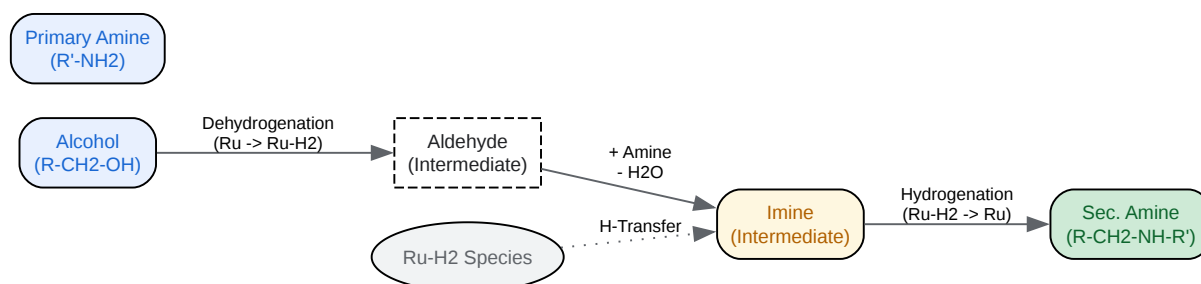 Primary Amine
(R'-NH2)
Alcohol
(R-CH2-OH)
Dehydrogenation
(Ru -> Ru-H2)
Aldehyde
(Intermediate)
+ Amine
- H2O
Ru-H2 Species
H-Transfer
Imine
(Intermediate)
Hydrogenation
(Ru-H2 -> Ru)
Sec. Amine
(R-CH2-NH-R')